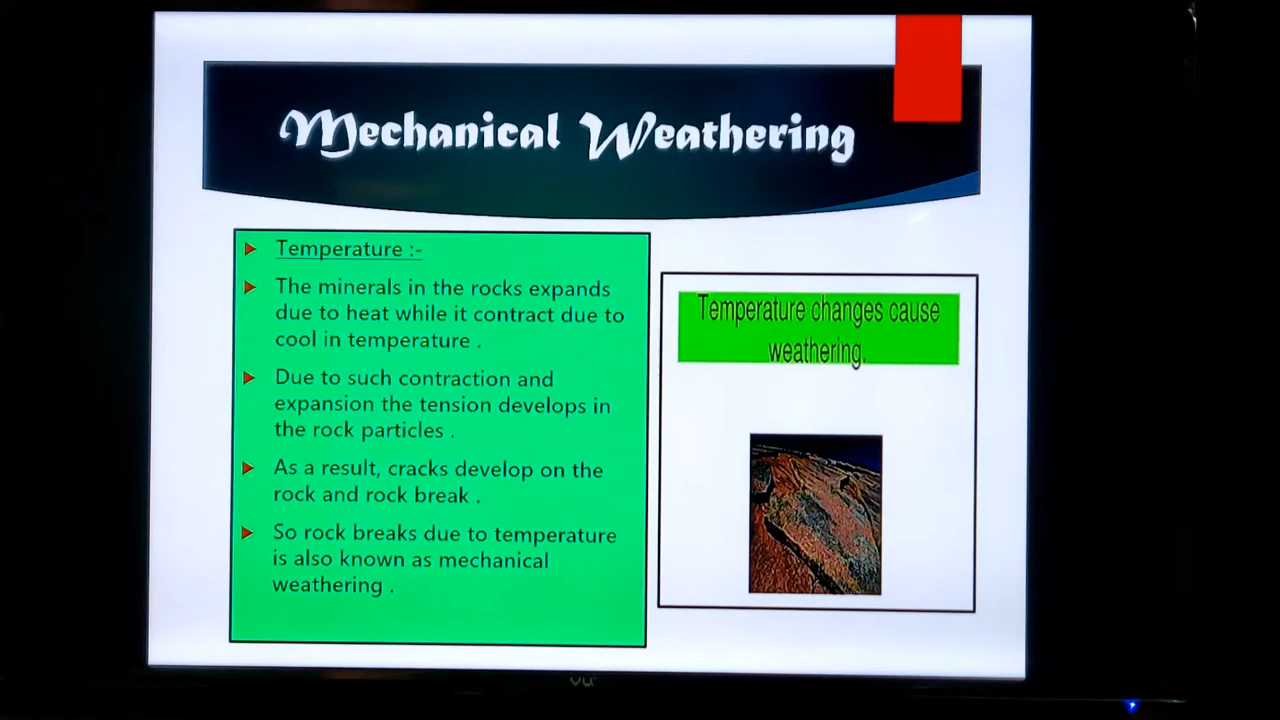 Mechanical Weathering
Temperature :-
The minerals in the rocks expands
due to heat while it contract due to
cool in temperature .
Due to such contraction and
expansion the tension develops in
the rock particles .
As a result, cracks develop on the
rock and rock break .
So rock breaks due to temperature
is also known as mechanical
weathering .
Temperature changes cause
weathering.
Vu